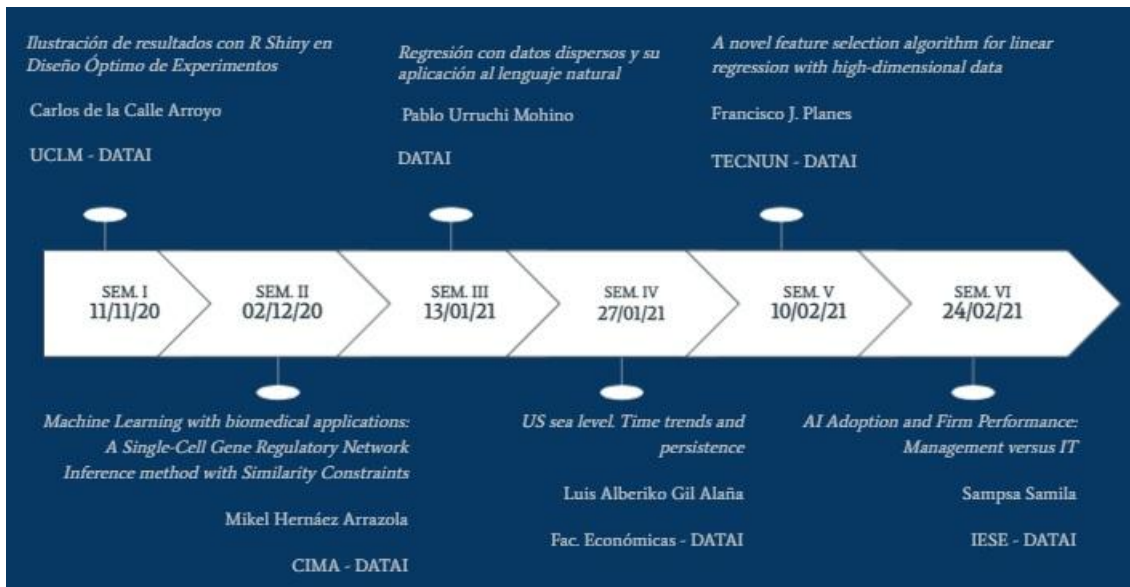 Ilustración de resultados con R Shiny en
Diseño Óptimo de Experimentos
Carlos de la Calle Arroyo
UCLM - DATAI
Regresión con datos dispersos y su
aplicación al lenguaje natural
Pablo Urruchi Mohino
DATAI
A novel feature selection algorithm for linear
regression with high-dimensional data
Francisco J. Planes
TECNUN - DATAI
SEM. I
11/11/20
SEM. II
02/12/20
SEM. III
13/01/21
SEM. IV
27/01/21
SEM. V
10/02/21
SEM. VI
24/02/21
Machine Learning with biomedical applications:
A Single-Cell Gene Regulatory Network
Inference method with Similarity Constraints
Mikel Hernáez Arrazola
CIMA - DATAI
US sea level. Time trends and
persistence
Luis Alberiko Gil Alaña
Fac. Económicas - DATAI
AI Adoption and Firm Performance:
Management versus IT
Sampsa Samila
IESE - DATAI